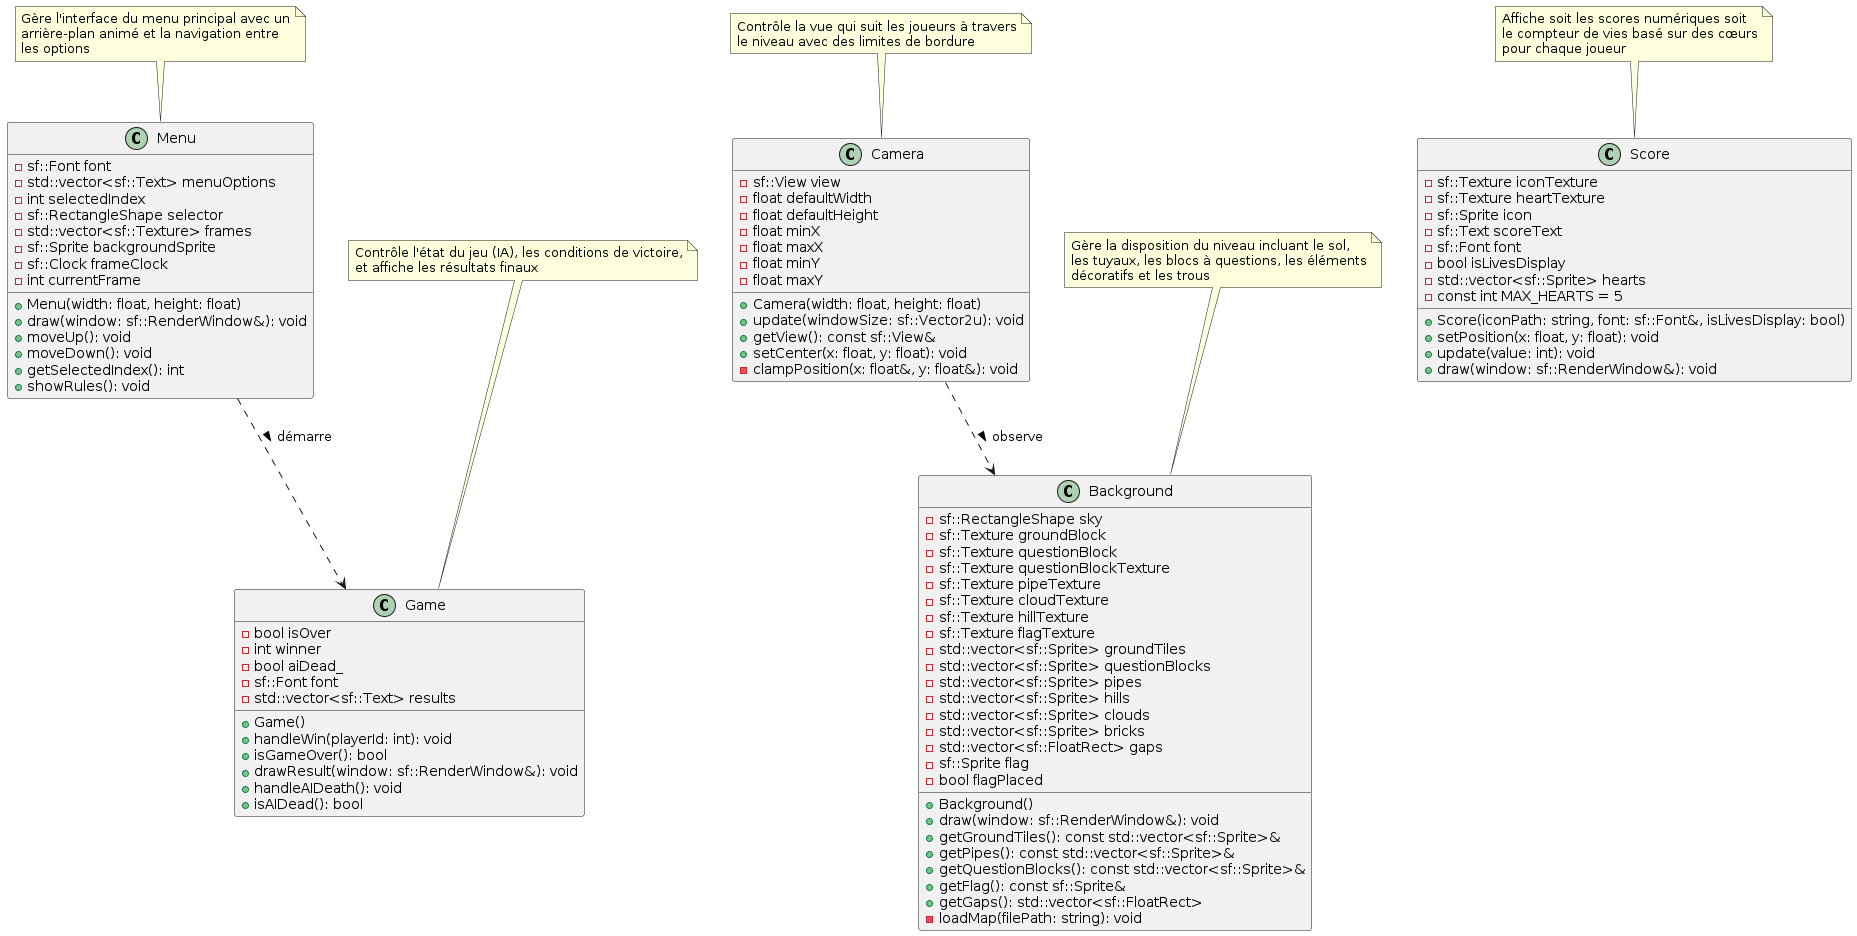 Gère l'interface du menu principal avec un
arrière-plan animé et la navigation entre
les options
Contrôle la vue qui suit les joueurs à travers
le niveau avec des limites de bordure
Affiche soit les scores numériques soit
le compteur de vies basé sur des cœurs
pour chaque joueur
C Menu
sf::Font font
std::vector<sf::Text> menuOptions
int selectedIndex
sf::RectangleShape selector
std::vector<sf::Texture> frames
sf::Sprite backgroundSprite
sf::Clock frameClock
int currentFrame
Menu(width: float, height: float)
draw(window: sf::RenderWindow&): void
moveUp(): void
moveDown(): void
getSelectedIndex(): int
showRules(): void
C Camera
sf::View view
float defaultWidth
float defaultHeight
float minX
float maxX
float minY
float maxY
Camera(width: float, height: float)
update(windowSize: sf::Vector2u): void
getView(): const sf::View&
setCenter(x: float, y: float): void
clampPosition(x: float&, y: float&): void
C Score
sf::Texture iconTexture
sf::Texture heartTexture
sf::Sprite icon
sf::Text scoreText
sf::Font font
bool isLivesDisplay
std::vector<sf::Sprite> hearts
const int MAX_HEARTS = 5
Score(iconPath: string, font: sf::Font&, isLivesDisplay: bool)
setPosition(x: float, y: float): void
update(value: int): void
draw(window: sf::RenderWindow&): void
Contrôle l'état du jeu (IA), les conditions de victoire,
et affiche les résultats finaux
Gère la disposition du niveau incluant le sol,
les tuyaux, les blocs à questions, les éléments
décoratifs et les trous
démarre
observe
C Game
bool isOver
int winner
bool aiDead_
sf::Font font
std::vector<sf::Text> results
Game()
handleWin(playerId: int): void
isGameOver(): bool
drawResult(window: sf::RenderWindow&): void
handleAIDeath(): void
isAIDead(): bool
C Background
sf::RectangleShape sky
sf::Texture groundBlock
sf::Texture questionBlock
sf::Texture questionBlockTexture
sf::Texture pipeTexture
sf::Texture cloudTexture
sf::Texture hillTexture
sf::Texture flagTexture
std::vector<sf::Sprite> groundTiles
std::vector<sf::Sprite> questionBlocks
std::vector<sf::Sprite> pipes
std::vector<sf::Sprite> hills
std::vector<sf::Sprite> clouds
std::vector<sf::Sprite> bricks
std::vector<sf::FloatRect> gaps
sf::Sprite flag
bool flagPlaced
Background()
draw(window: sf::RenderWindow&): void
getGroundTiles(): const std::vector<sf::Sprite>&
getPipes(): const std::vector<sf::Sprite>&
getQuestionBlocks(): const std::vector<sf::Sprite>&
getFlag(): const sf::Sprite&
getGaps(): std::vector<sf::FloatRect>
loadMap(filePath: string): void